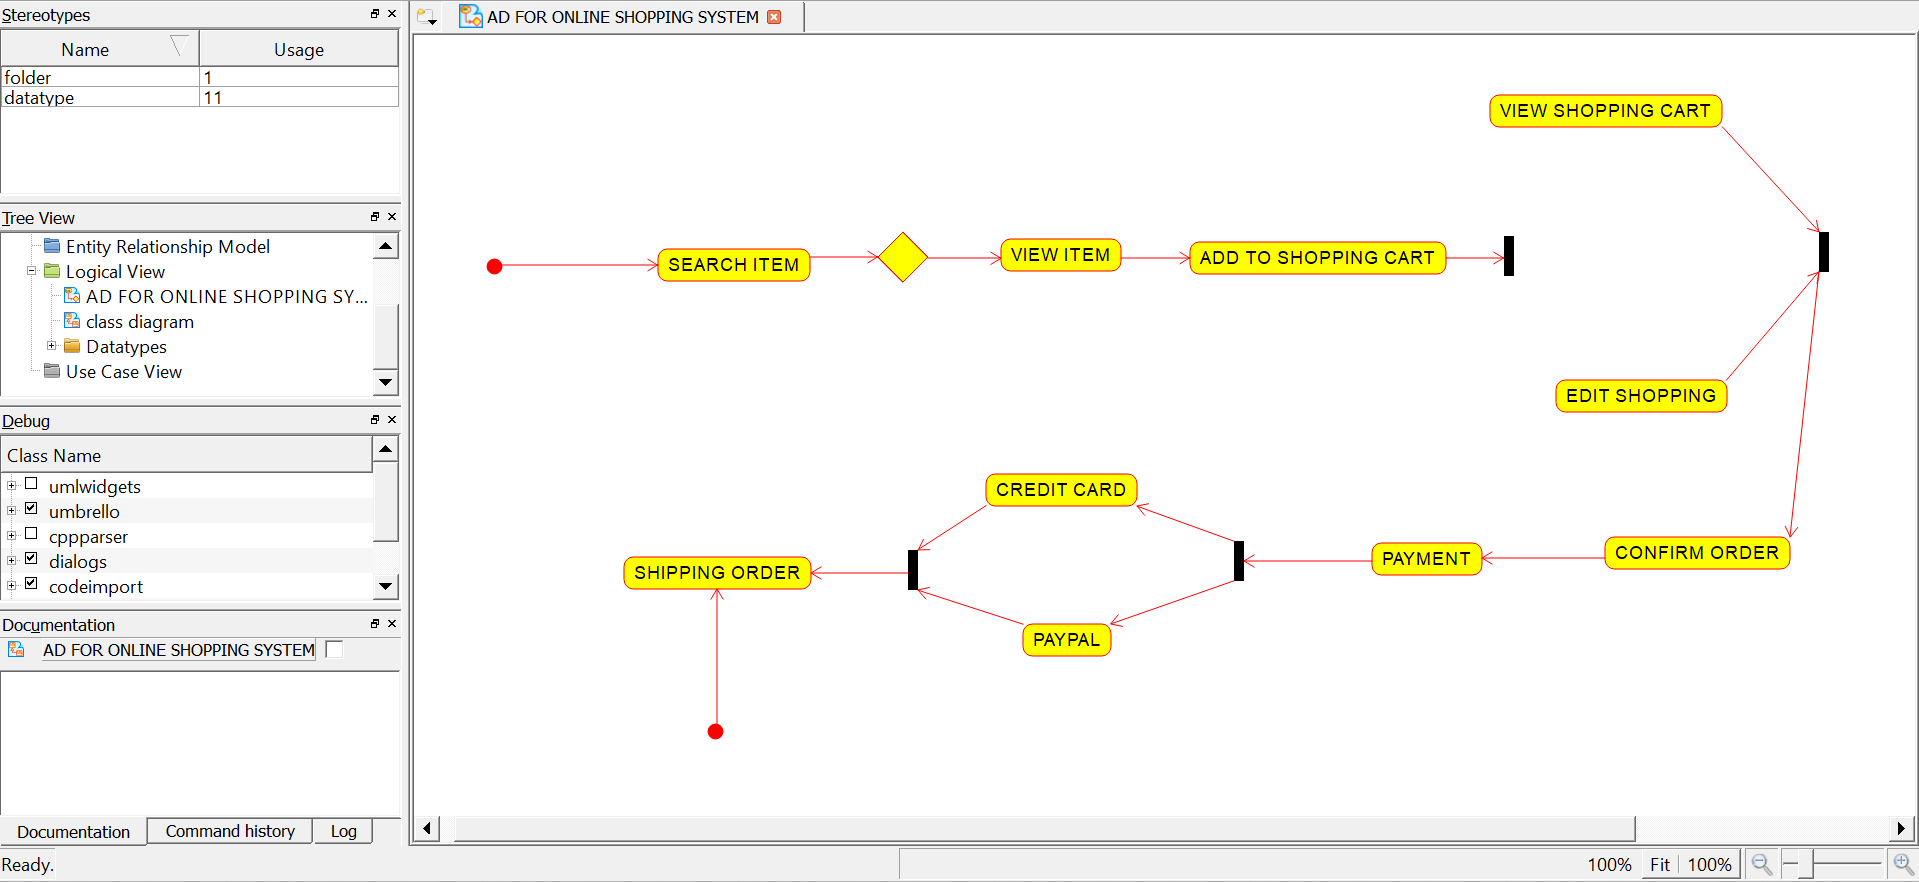 Stereotypes
Name Usage
folder 1
datatype 11
Tree View
Entity Relationship Model
Logical View
AD FOR ONLINE SHOPPING SY...
class diagram
Datatypes
Use Case View
Debug
Class Name
umlwidgets
umbrello
cppparser
dialogs
codeimport
Documentation
AD FOR ONLINE SHOPPING SYSTEM
Documentation Command history Log
Ready.
AD FOR ONLINE SHOPPING SYSTEM
VIEW SHOPPING CART
SEARCH ITEM
VIEW ITEM
ADD TO SHOPPING CART
EDIT SHOPPING
CREDIT CARD
SHIPPING ORDER
PAYMENT
CONFIRM ORDER
PAYPAL
100% Fit 100%